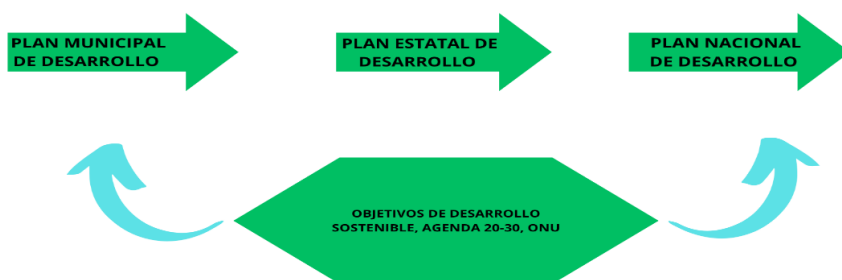 PLAN MUNICIPAL
DE DESARROLLO
PLAN ESTATAL DE
DESARROLLO
PLAN NACIONAL
DE DESARROLLO
OBJETIVOS DE DESARROLLO
SOSTENIBLE, AGENDA 20-30, ONU